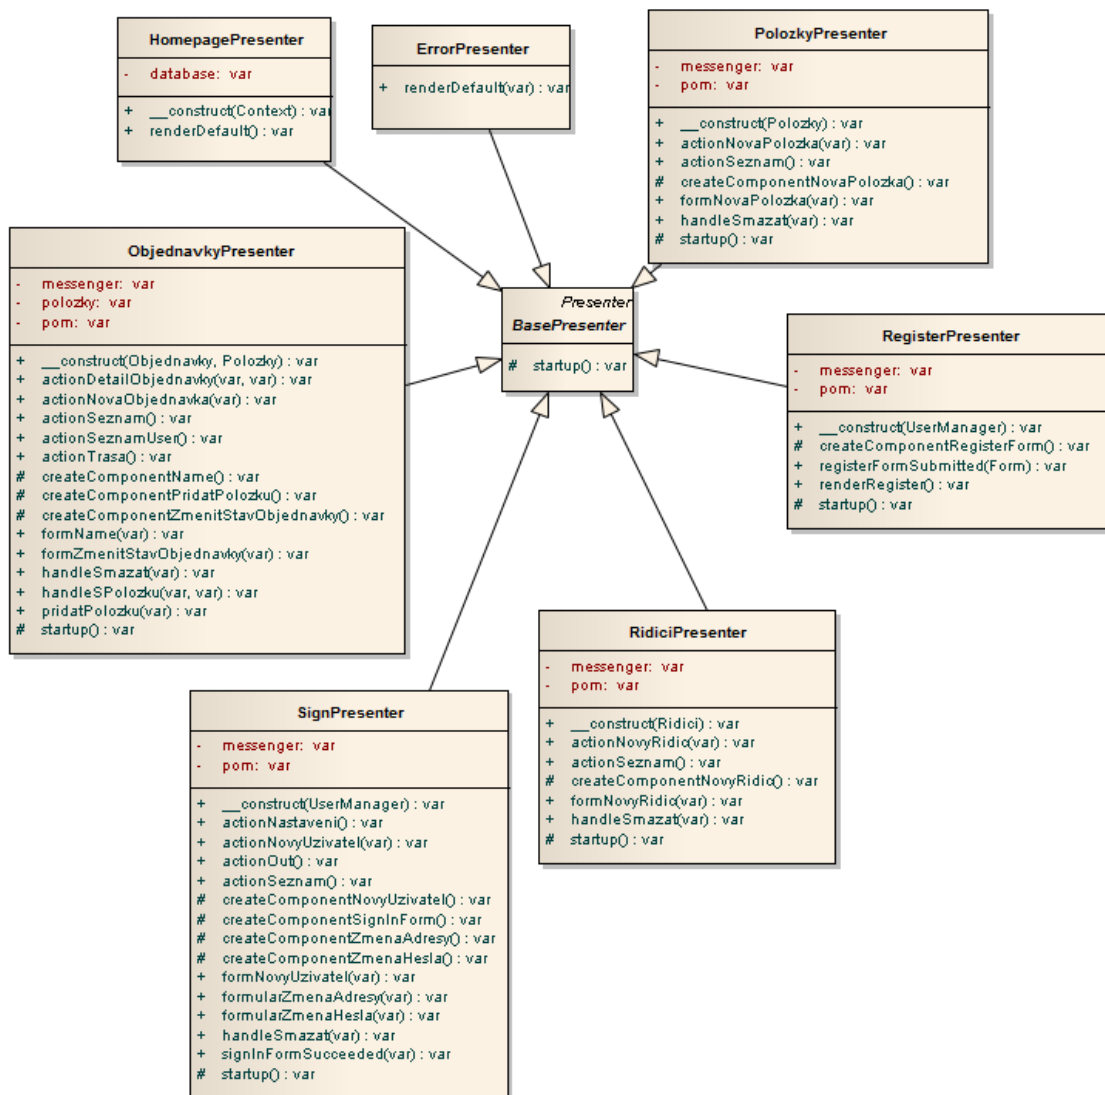 HomepagePresenter
- database: var
+ __construct(Context) : var
+ renderDefault() : var
ErrorPresenter
+ renderDefault(var) : var
PolozkyPresenter
- messenger: var
- pom: var
+ __construct(Polozky) : var
+ actionNovaPolozka(var) : var
+ actionSeznam() : var
# createComponentNovaPolozka() : var
+ formNovaPolozka(var) : var
+ handleSmazat(var) : var
# startup() : var
ObjednavkyPresenter
- messenger: var
- polozky: var
- pom: var
+ __construct(Objednavky, Polozky) : var
+ actionDetailObjednavky(var, var) : var
+ actionNovaObjednavka(var) : var
+ actionSeznam() : var
+ actionSeznamUser() : var
+ actionTrasa() : var
# createComponentName() : var
# createComponentPridatPolozku() : var
# createComponentZmenitStavObjednavky() : var
+ formName(var) : var
+ formZmenitStavObjednavky(var) : var
+ handleSmazat(var) : var
+ handleSPolozku(var, var) : var
+ pridatPolozku(var) : var
# startup() : var
Presenter
BasePresenter
# startup() : var
RegisterPresenter
- messenger: var
- pom: var
+ __construct(UserManager) : var
# createComponentRegisterForm() : var
+ registerFormSubmitted(Form) : var
+ renderRegister() : var
# startup() : var
RidiciPresenter
- messenger: var
- pom: var
+ __construct(Ridici) : var
+ actionNovyRidic(var) : var
+ actionSeznam() : var
# createComponentNovyRidic() : var
+ formNovyRidic(var) : var
+ handleSmazat(var) : var
# startup() : var
SignPresenter
- messenger: var
- pom: var
+ __construct(UserManager) : var
+ actionNastaveni() : var
+ actionNovyUzivatel(var) : var
+ actionOut() : var
+ actionSeznam() : var
# createComponentNovyUzivatel() : var
# createComponentSignInForm() : var
# createComponentZmenaAdresy() : var
# createComponentZmenaHesla() : var
+ formNovyUzivatel(var) : var
+ formularZmenaAdresy(var) : var
+ formularZmenaHesla(var) : var
+ handleSmazat(var) : var
+ signInFormSucceeded(var) : var
# startup() : var